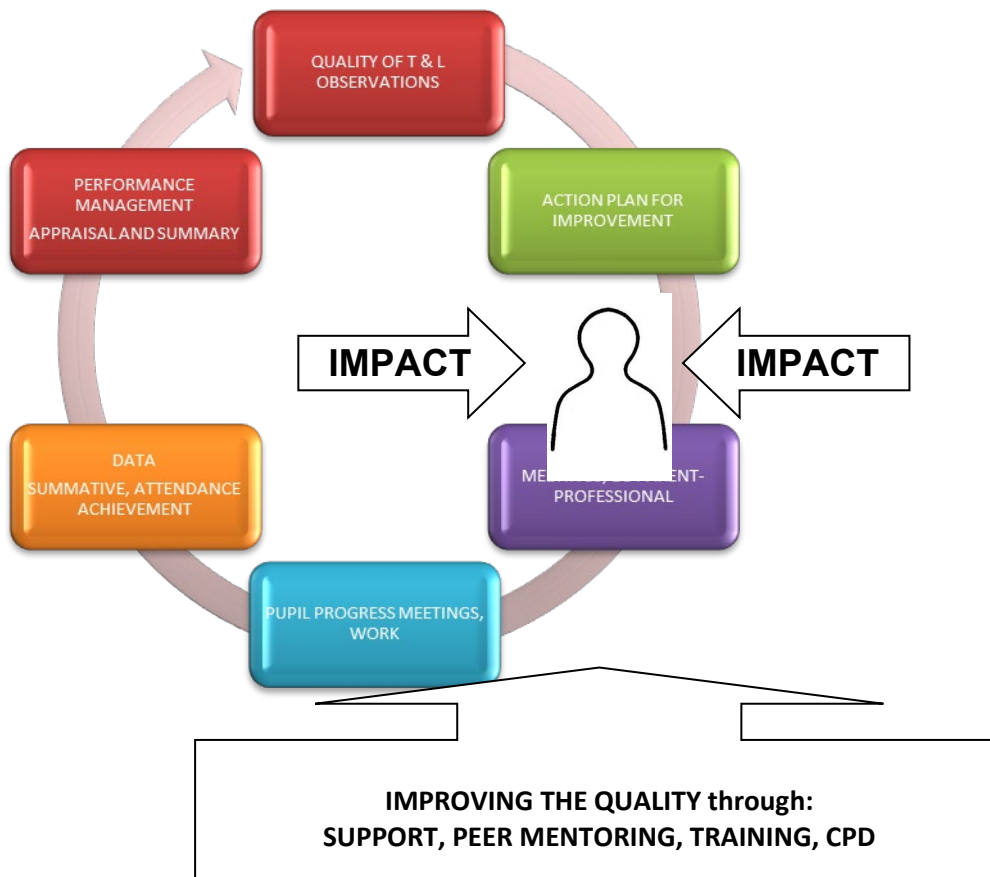 QUALITY OF T & L
OBSERVATIONS
ACTION PLAN FOR
IMPROVEMENT
PERFORMANCE
MANAGEMENT
APPRAISAL AND SUMMARY
IMPACT
IMPACT
PROFESSIONAL
DATA
SUMMATIVE, ATTENDANCE
ACHIEVEMENT
PUPIL PROGRESS MEETINGS,
WORK
IMPROVING THE QUALITY through:
SUPPORT, PEER MENTORING, TRAINING, CPD